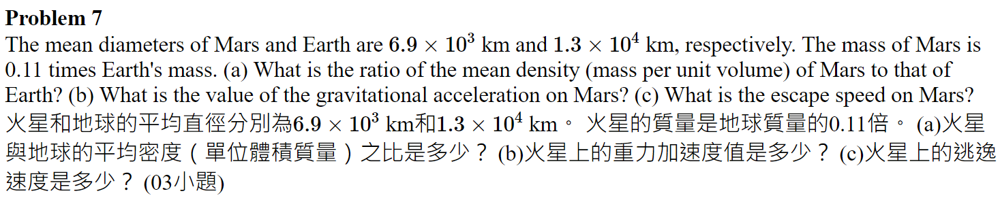 Problem 7
The mean diameters of Mars and Earth are 6.9 × 10³ km and 1.3 × 10⁴ km, respectively. The mass of Mars is
0.11 times Earth's mass. (a) What is the ratio of the mean density (mass per unit volume) of Mars to that of
Earth? (b) What is the value of the gravitational acceleration on Mars? (c) What is the escape speed on Mars?
火星和地球的平均直徑分別為6.9 × 10³ km和1.3 × 10⁴ km。 火星的質量是地球質量的0.11倍。 (a)火星
與地球的平均密度（單位體積質量）之比是多少？ (b)火星上的重力加速度值是多少？ (c)火星上的逃逸
速度是多少？ (03小題)